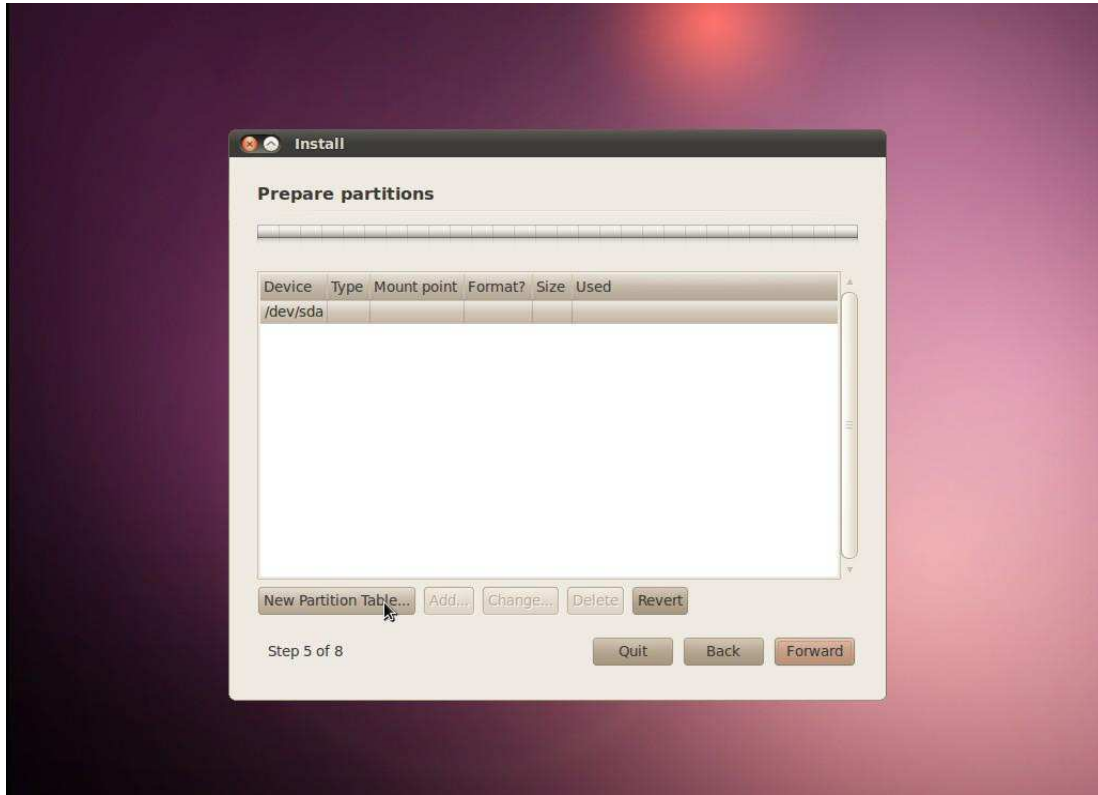 Install
Prepare partitions
Device Type Mount point Format? Size Used
/dev/sda
New Partition Table... Add... Change... Delete Revert
Step 5 of 8 Quit Back Forward